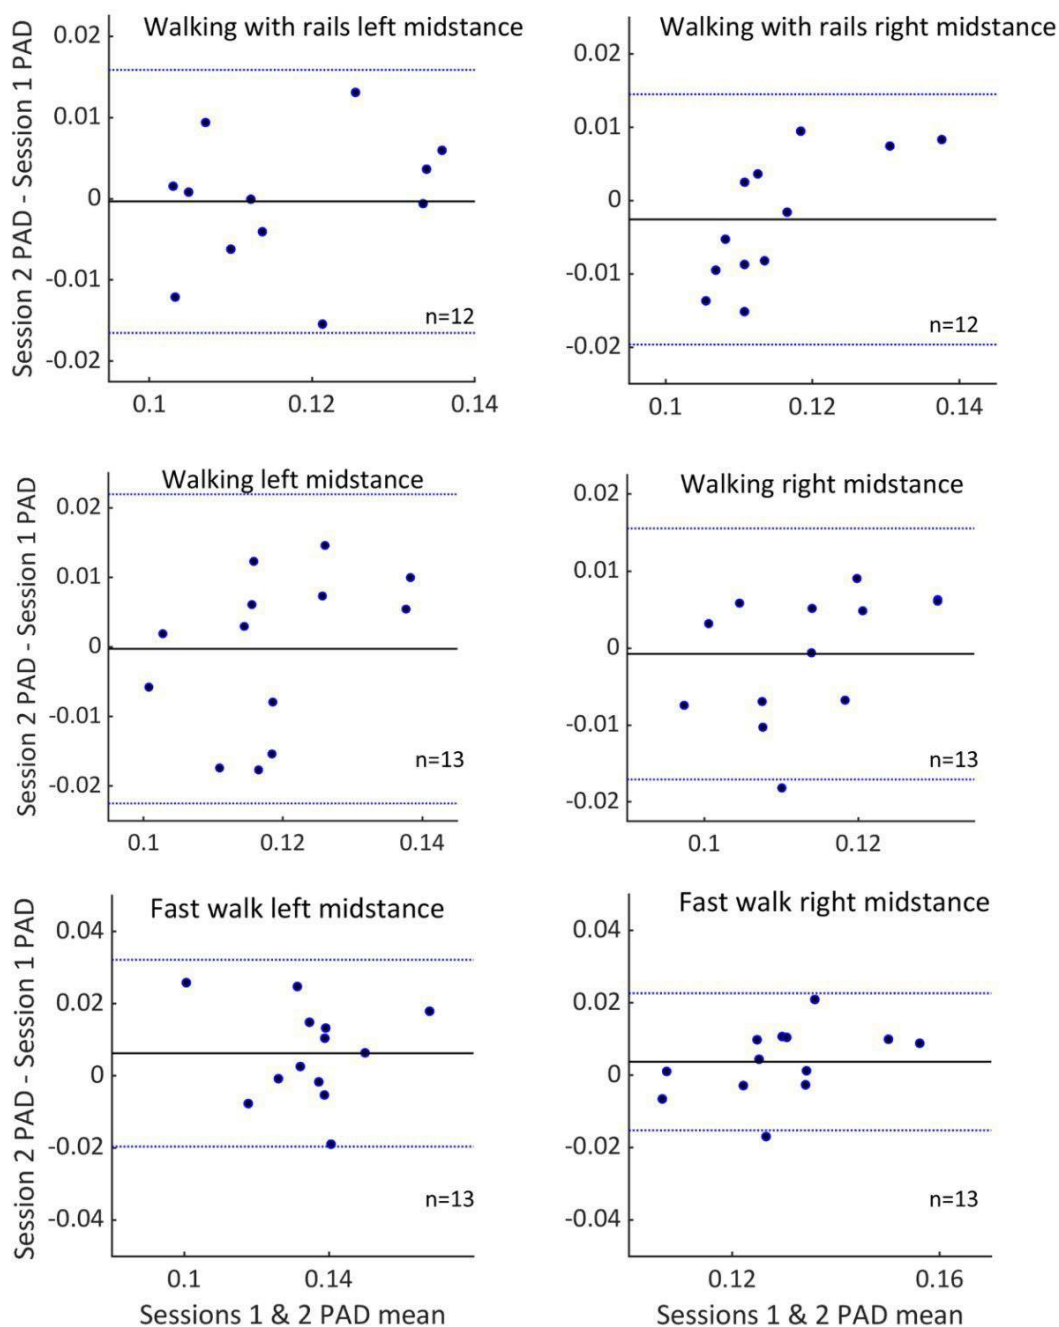 Walking with rails left midstance
Walking with rails right midstance
Session 2 PAD - Session 1 PAD
0.02
0.01
0
-0.01
-0.02
n=12
0.1
0.12
0.14
0.02
0.01
0
-0.01
-0.02
n=12
0.1
0.12
0.14
Walking left midstance
Walking right midstance
Session 2 PAD - Session 1 PAD
0.02
0.01
0
-0.01
-0.02
n=13
0.1
0.12
0.14
0.02
0.01
0
-0.01
-0.02
n=13
0.1
0.12
Fast walk left midstance
Fast walk right midstance
Session 2 PAD - Session 1 PAD
0.04
0.02
0
-0.02
-0.04
n=13
0.1
0.14
Sessions 1 & 2 PAD mean
0.04
0.02
0
-0.02
-0.04
n=13
0.12
0.16
Sessions 1 & 2 PAD mean